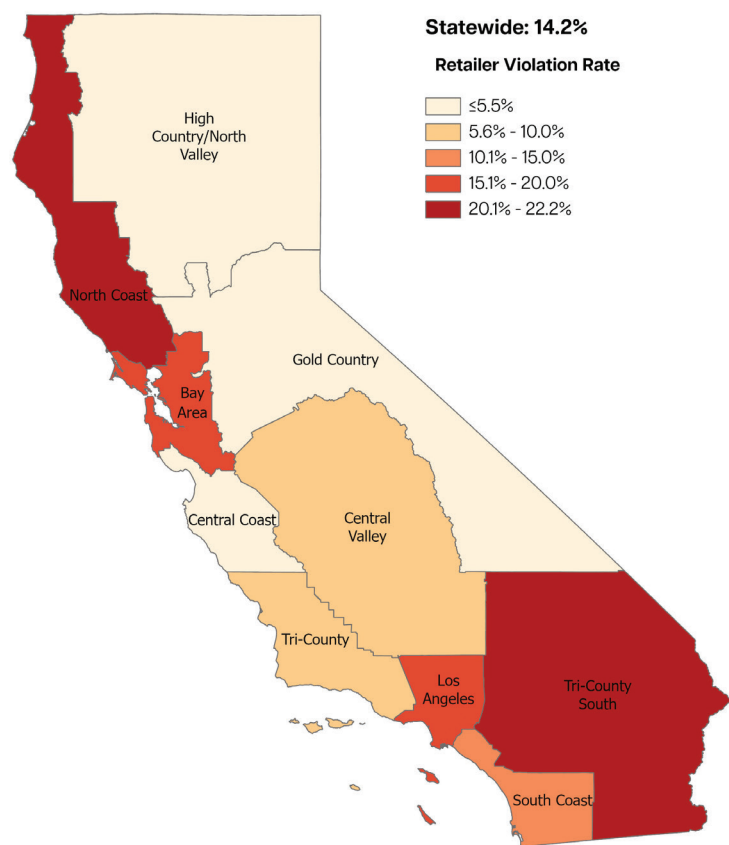 Statewide: 14.2%
Retailer Violation Rate
≤5.5%
5.6% - 10.0%
10.1% - 15.0%
15.1% - 20.0%
20.1% - 22.2%
High
Country/North
Valley
North Coast
Gold Country
Bay
Area
Central Coast
Central
Valley
Tri-County
Los
Angeles
Tri-County
South
South Coast